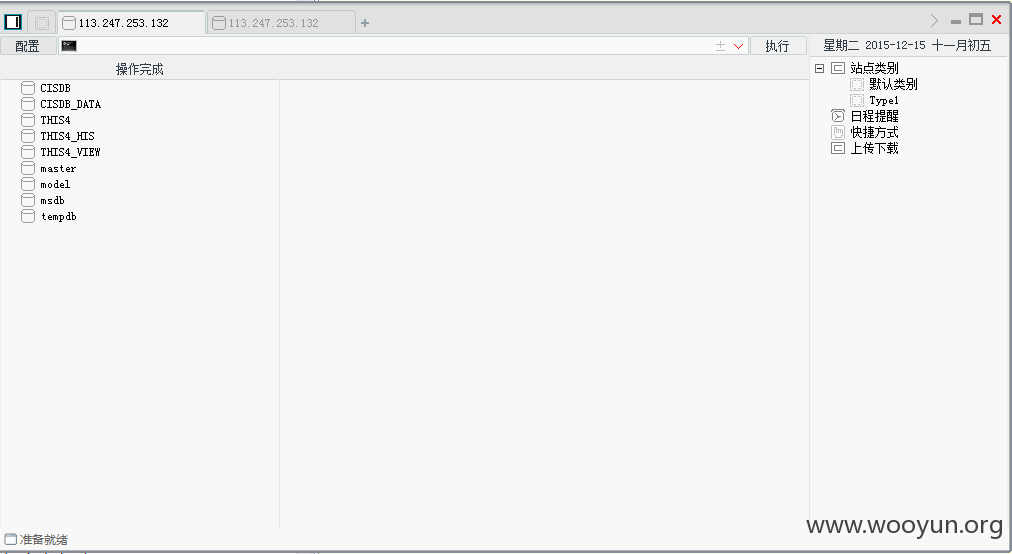 113.247.253.132
113.247.253.132
配置
执行
星期二 2015-12-15 十一月初五
操作完成
CISDB
CISDB_DATA
THIS4
THIS4_HIS
THIS4_VIEW
master
model
msdb
tempdb
站点类别
默认类别
Type1
日程提醒
快捷方式
上传下载
www.wooyun.org
准备就绪